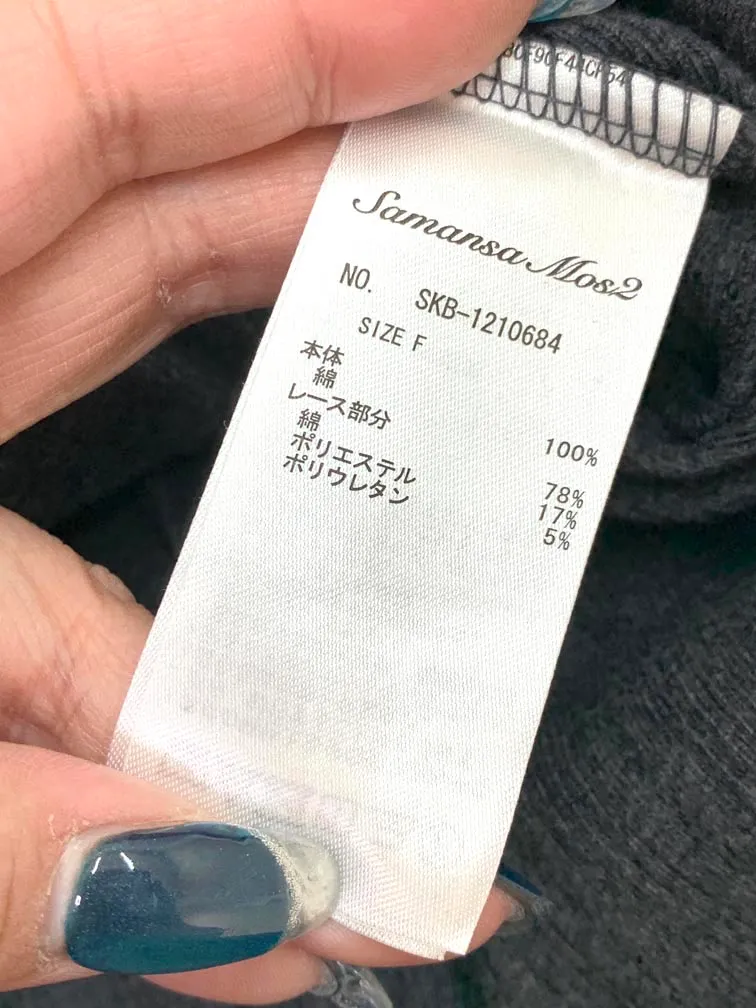 Samansa Mos2
NO. SKB-1210684
SIZE F
本体
綿 100%
レース部分
綿 78%
ポリエステル 17%
ポリウレタン 5%